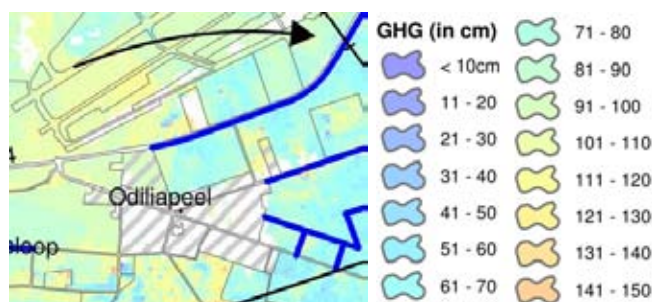 Odiliapeel
loop
GHG (in cm)
< 10cm
11 - 20
21 - 30
31 - 40
41 - 50
51 - 60
61 - 70
71 - 80
81 - 90
91 - 100
101 - 110
111 - 120
121 - 130
131 - 140
141 - 150